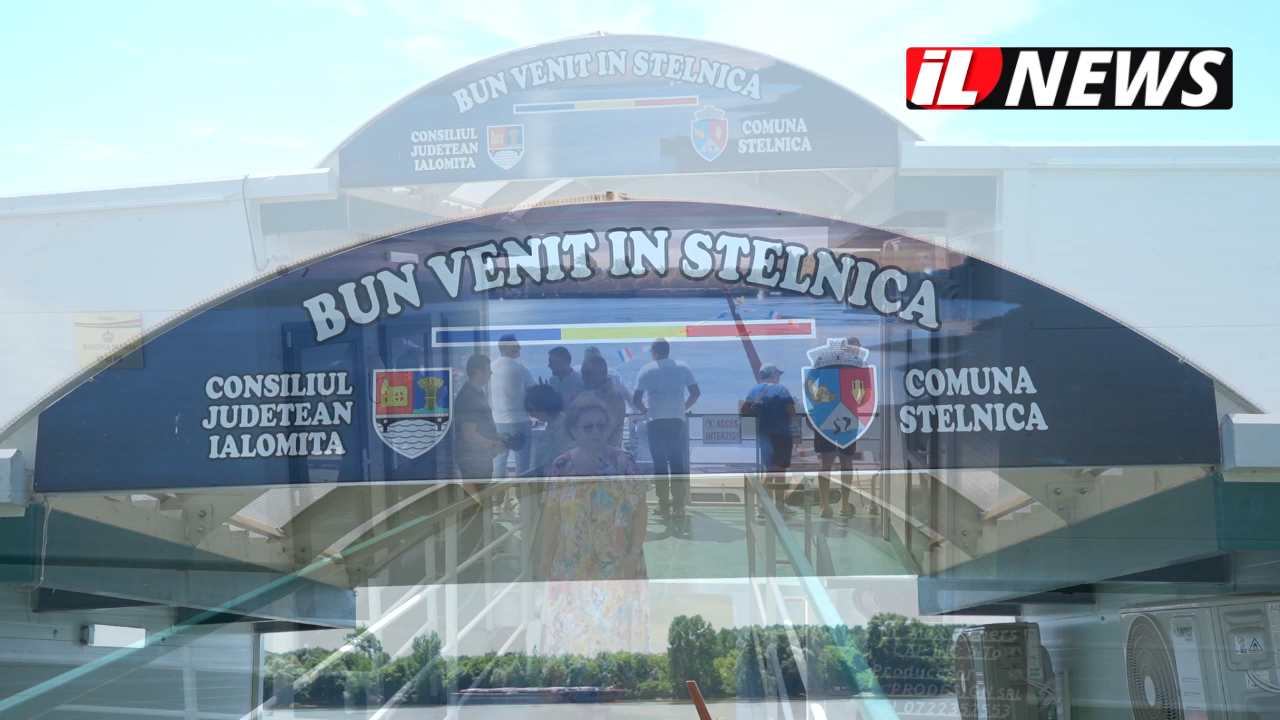 iL NEWS
BUN VENIT IN STELNICA
CONSILIUL
JUDETEAN
IALOMITA
COMUNA
STELNICA
BUN VENIT IN STELNICA
CONSILIUL
JUDETEAN
IALOMITA
COMUNA
STELNICA
ACCES
INTERZIS
0722352553